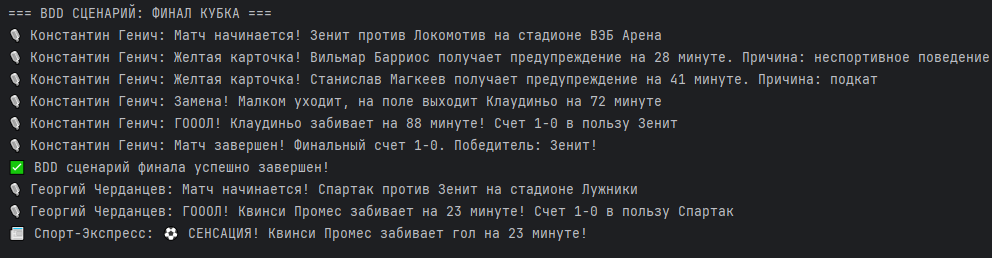 === BDD СЦЕНАРИЙ: ФИНАЛ КУБКА ===
🎙 Константин Генич: Матч начинается! Зенит против Локомотив на стадионе ВЭБ Арена
🎙 Константин Генич: Желтая карточка! Вильмар Барриос получает предупреждение на 28 минуте. Причина: неспортивное поведение
🎙 Константин Генич: Желтая карточка! Станислав Магкеев получает предупреждение на 41 минуте. Причина: подкат
🎙 Константин Генич: Замена! Малком уходит, на поле выходит Клаудиньо на 72 минуте
🎙 Константин Генич: ГОООЛ! Клаудиньо забивает на 88 минуте! Счет 1-0 в пользу Зенит
🎙 Константин Генич: Матч завершен! Финальный счет 1-0. Победитель: Зенит!
✅ BDD сценарий финала успешно завершен!
🎙 Георгий Черданцев: Матч начинается! Спартак против Зенит на стадионе Лужники
🎙 Георгий Черданцев: ГОООЛ! Квинси Промес забивает на 23 минуте! Счет 1-0 в пользу Спартак
📰 Спорт-Экспресс: ⚽ СЕНСАЦИЯ! Квинси Промес забивает гол на 23 минуте!